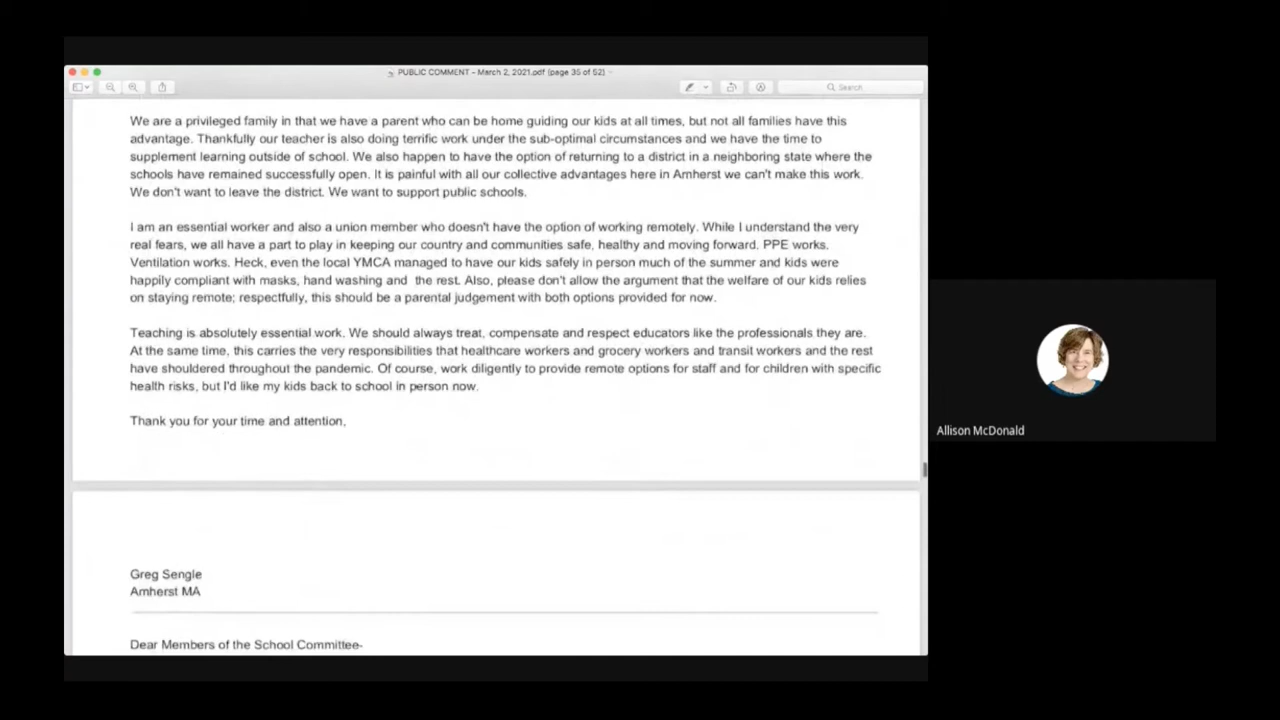 PUBLIC COMMENT - March 2, 2021.pdf (page 35 of 52)
Search
We are a privileged family in that we have a parent who can be home guiding our kids at all times, but not all families have this
advantage. Thankfully our teacher is also doing terrific work under the sub-optimal circumstances and we have the time to
supplement learning outside of school. We also happen to have the option of returning to a district in a neighboring state where the
schools have remained successfully open. It is painful with all our collective advantages here in Amherst we can't make this work.
We don't want to leave the district. We want to support public schools.
I am an essential worker and also a union member who doesn't have the option of working remotely. While I understand the very
real fears, we all have a part to play in keeping our country and communities safe, healthy and moving forward. PPE works.
Ventilation works. Heck, even the local YMCA managed to have our kids safely in person much of the summer and kids were
happily compliant with masks, hand washing and the rest. Also, please don't allow the argument that the welfare of our kids relies
on staying remote; respectfully, this should be a parental judgement with both options provided for now.
Teaching is absolutely essential work. We should always treat, compensate and respect educators like the professionals they are.
At the same time, this carries the very responsibilities that healthcare workers and grocery workers and transit workers and the rest
have shouldered throughout the pandemic. Of course, work diligently to provide remote options for staff and for children with specific
health risks, but I'd like my kids back to school in person now.
Thank you for your time and attention,
Greg Sengle
Amherst MA
Dear Members of the School Committee-
Allison McDonald